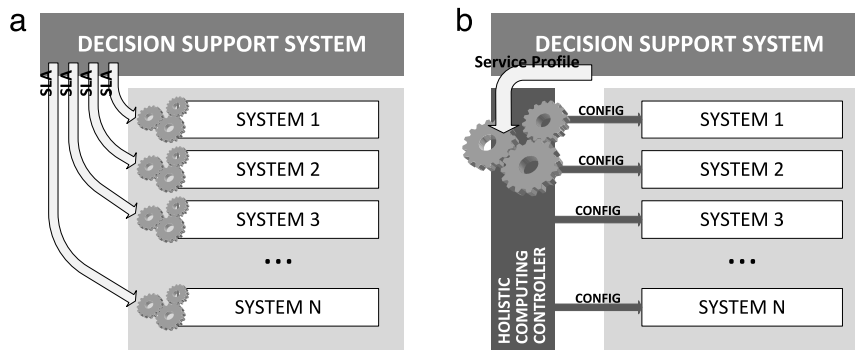 a
DECISION SUPPORT SYSTEM
SLA
SLA
SLA
SLA
SYSTEM 1
SYSTEM 2
SYSTEM 3
...
SYSTEM N
b
DECISION SUPPORT SYSTEM
Service Profile
CONFIG
SYSTEM 1
CONFIG
SYSTEM 2
CONFIG
SYSTEM 3
...
CONFIG
SYSTEM N
HOLISTIC
COMPUTING
CONTROLLER